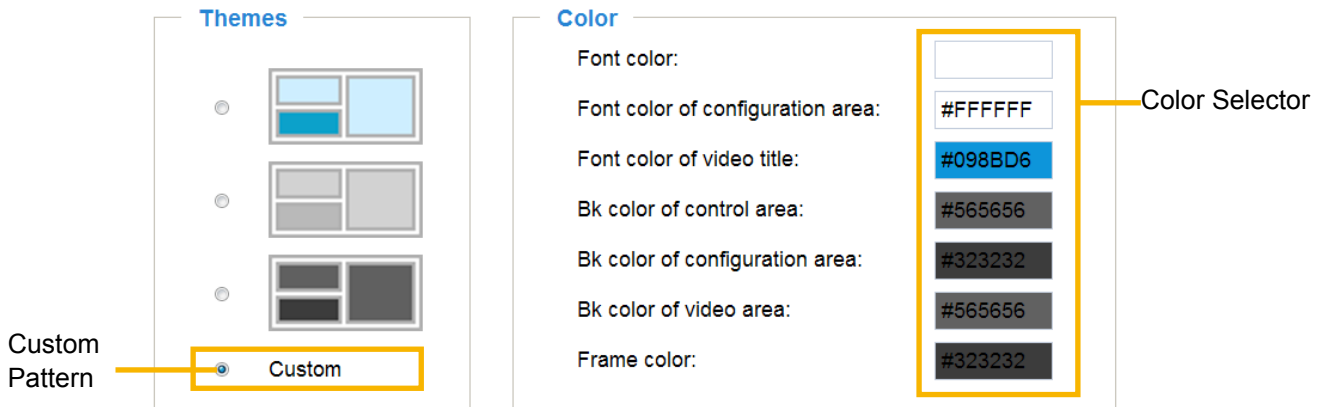 Themes
Custom
Custom
Pattern
Color
Font color:
Font color of configuration area: #FFFFFF
Font color of video title: #098BD6
Bk color of control area: #565656
Bk color of configuration area: #323232
Bk color of video area: #565656
Frame color: #323232
Color Selector